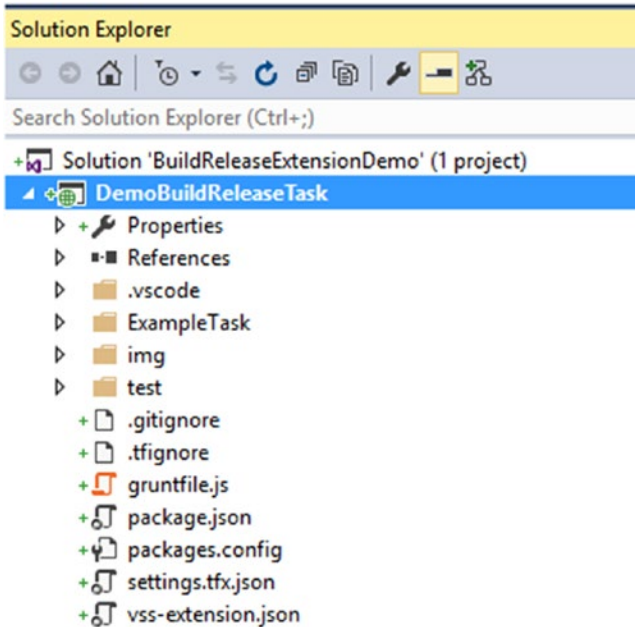 Solution Explorer
Search Solution Explorer (Ctrl+;)
Solution 'BuildReleaseExtensionDemo' (1 project)
DemoBuildReleaseTask
Properties
References
.vscode
ExampleTask
img
test
.gitignore
.tfignore
gruntfile.js
package.json
packages.config
settings.tfx.json
vss-extension.json